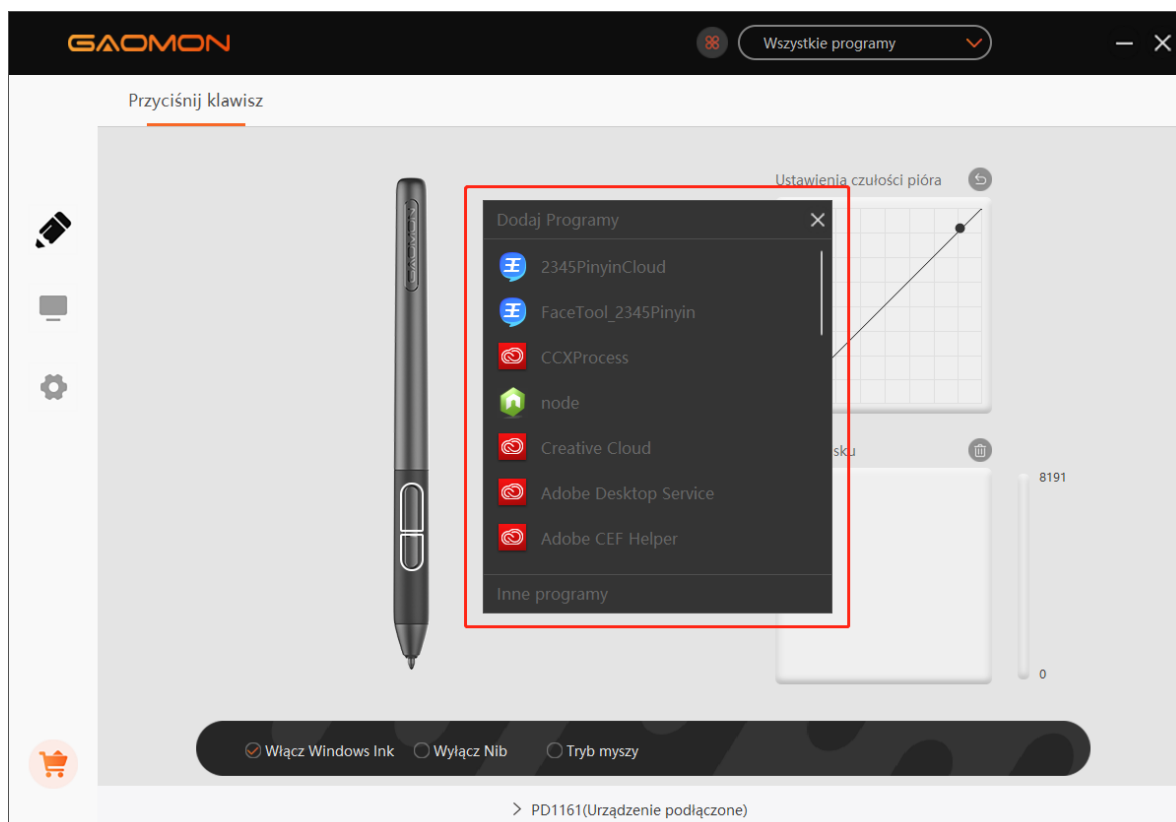 GAOMON
Wszystkie programy
Przyciśnij klawisz
GAOMON
Ustawienia czułości pióra
Dodaj Programy
2345PinyinCloud
FaceTool_2345Pinyin
CCXProcess
node
Creative Cloud
Adobe Desktop Service
Adobe CEF Helper
Inne programy
sku
8191
0
Włącz Windows Ink
Wyłącz Nib
Tryb myszy
PD1161(Urządzenie podłączone)